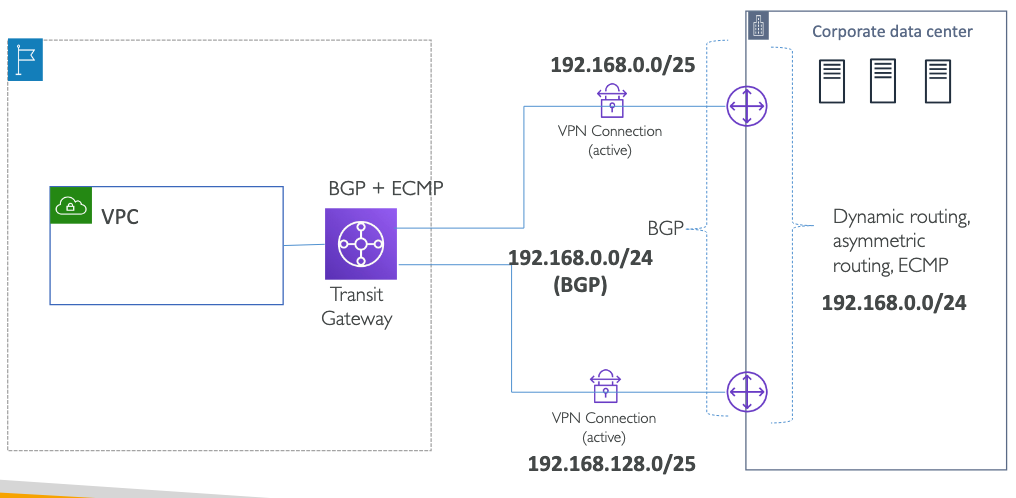 Corporate data center
192.168.0.0/25
VPN Connection
(active)
BGP + ECMP
VPC
BGP
Dynamic routing,
asymmetric
routing, ECMP
192.168.0.0/24
(BGP)
Transit
Gateway
192.168.0.0/24
VPN Connection
(active)
192.168.128.0/25